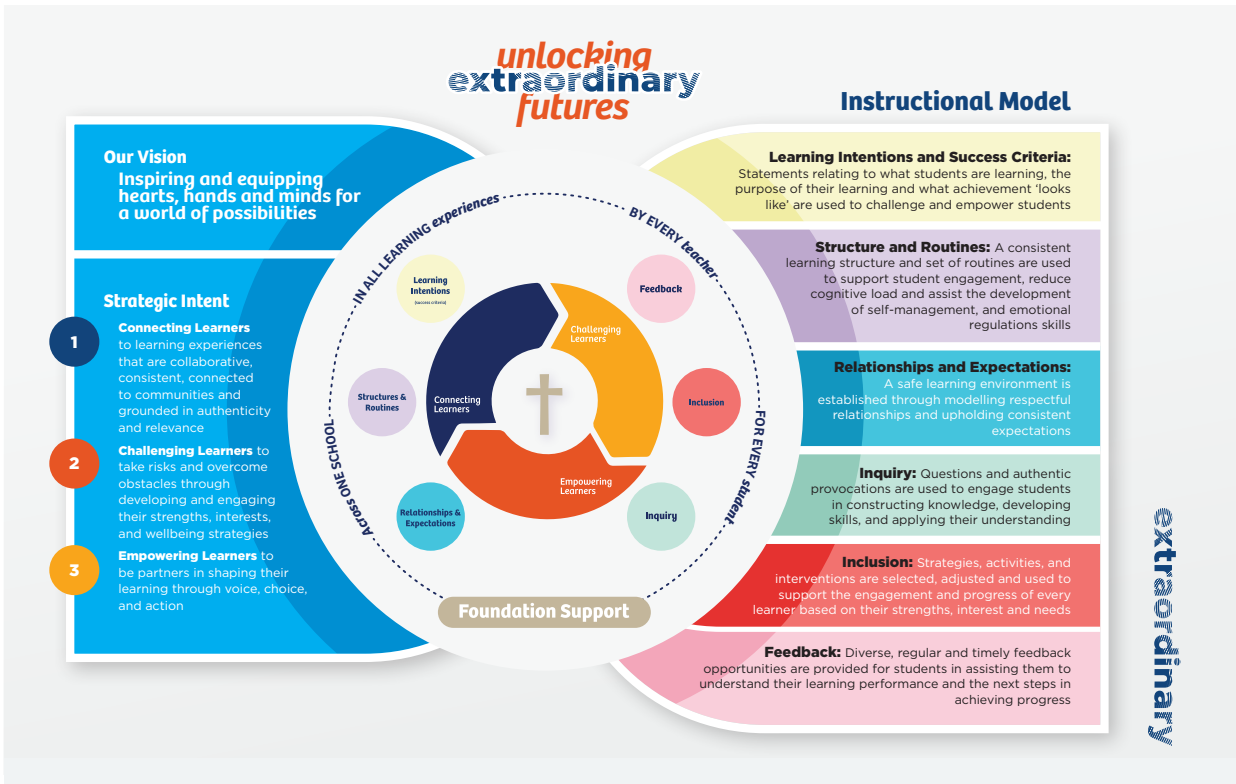 unlocking
extraordinary
futures
Our Vision
Inspiring and equipping
hearts, hands and minds for
a world of possibilities
Strategic Intent
1
Connecting Learners
to learning experiences
that are collaborative,
consistent, connected
to communities and
grounded in authenticity
and relevance
2
Challenging Learners to
take risks and overcome
obstacles through
developing and engaging
their strengths, interests,
and wellbeing strategies
3
Empowering Learners to
be partners in shaping their
learning through voice, choice,
and action
IN ALL LEARNING experiences
BY EVERY teacher
FOR EVERY student
Across ONE SCHOOL
Learning
Intentions
(success criteria)
Feedback
Structures &
Routines
Inclusion
Relationships &
Expectations
Inquiry
Connecting
Learners
Challenging
Learners
Empowering
Learners
Foundation Support
Instructional Model
Learning Intentions and Success Criteria:
Statements relating to what students are learning, the
purpose of their learning and what achievement ‘looks
like’ are used to challenge and empower students
Structure and Routines: A consistent
learning structure and set of routines are used
to support student engagement, reduce
cognitive load and assist the development
of self-management, and emotional
regulations skills
Relationships and Expectations:
A safe learning environment is
established through modelling respectful
relationships and upholding consistent
expectations
Inquiry: Questions and authentic
provocations are used to engage students
in constructing knowledge, developing
skills, and applying their understanding
Inclusion: Strategies, activities, and
interventions are selected, adjusted and used to
support the engagement and progress of every
learner based on their strengths, interest and needs
Feedback: Diverse, regular and timely feedback
opportunities are provided for students in assisting them to
understand their learning performance and the next steps in
achieving progress
extraordinary